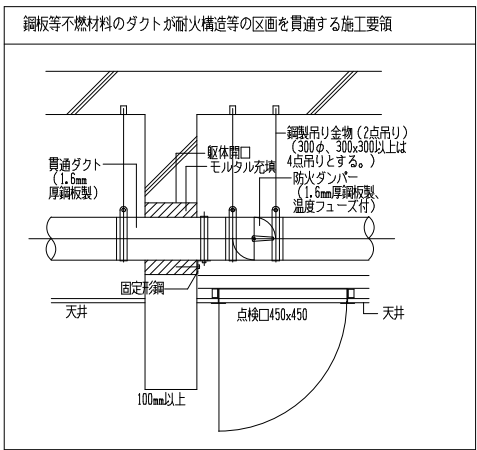 鋼板等不燃材料のダクトが耐火構造等の区画を貫通する施工要領
鋼製吊り金物（2点吊り）
（300φ、300x300以上は
4点吊りとする。）
躯体開口
モルタル充填
貫通ダクト
（1.6mm
厚鋼板製）
防火ダンパー
（1.6mm厚鋼板製、
温度フューズ付）
固定形鋼
天井
点検口450x450
天井
100mm以上